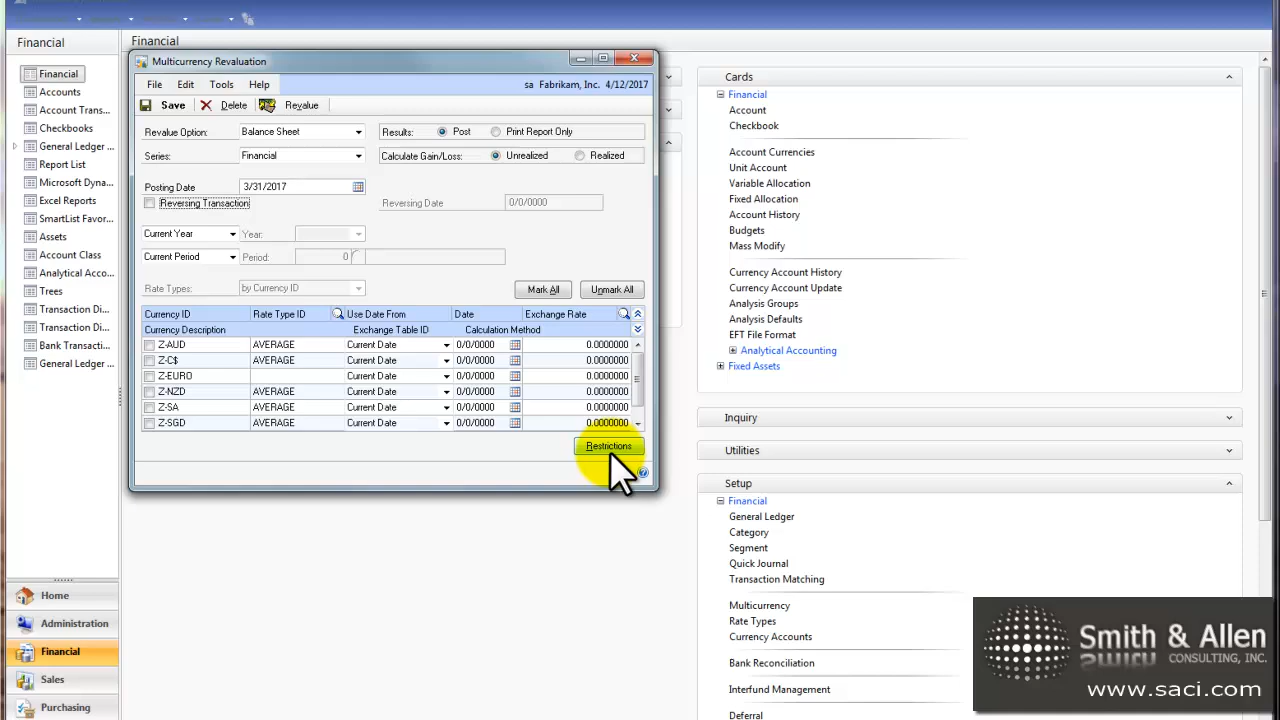 Financial
Financial
Accounts
Account Trans...
Checkbooks
General Ledger ...
Report List
Microsoft Dyna...
Excel Reports
SmartList Favor...
Assets
Account Class
Analytical Acco...
Trees
Transaction Di...
Transaction Di...
Bank Transacti...
General Ledger ...
Home
Administration
Financial
Sales
Purchasing
Financial
Multicurrency Revaluation
File Edit Tools Help sa Fabrikam, Inc. 4/12/2017
Save Delete Revalue
Revalue Option: Balance Sheet Results: Post Print Report Only
Series: Financial Calculate Gain/Loss: Unrealized Realized
Posting Date 3/31/2017
Reversing Transaction Reversing Date 0/0/0000
Current Year Year:
Current Period Period: 0
Rate Types: by Currency ID Mark All Unmark All
Currency ID Rate Type ID Use Date From Date Exchange Rate
Currency Description Exchange Table ID Calculation Method
Z-AUD AVERAGE Current Date 0/0/0000 0.0000000
Z-C$ AVERAGE Current Date 0/0/0000 0.0000000
Z-EURO Current Date 0/0/0000 0.0000000
Z-NZD AVERAGE Current Date 0/0/0000 0.0000000
Z-SA AVERAGE Current Date 0/0/0000 0.0000000
Z-SGD AVERAGE Current Date 0/0/0000 0.0000000
Restrictions
Cards
Financial
Account
Checkbook
Account Currencies
Unit Account
Variable Allocation
Fixed Allocation
Account History
Budgets
Mass Modify
Currency Account History
Currency Account Update
Analysis Groups
Analysis Defaults
EFT File Format
Analytical Accounting
Fixed Assets
Inquiry
Utilities
Setup
Financial
General Ledger
Category
Segment
Quick Journal
Transaction Matching
Multicurrency
Rate Types
Currency Accounts
Bank Reconciliation
Interfund Management
Deferral
Smith & Allen
CONSULTING, INC.
www.saci.com